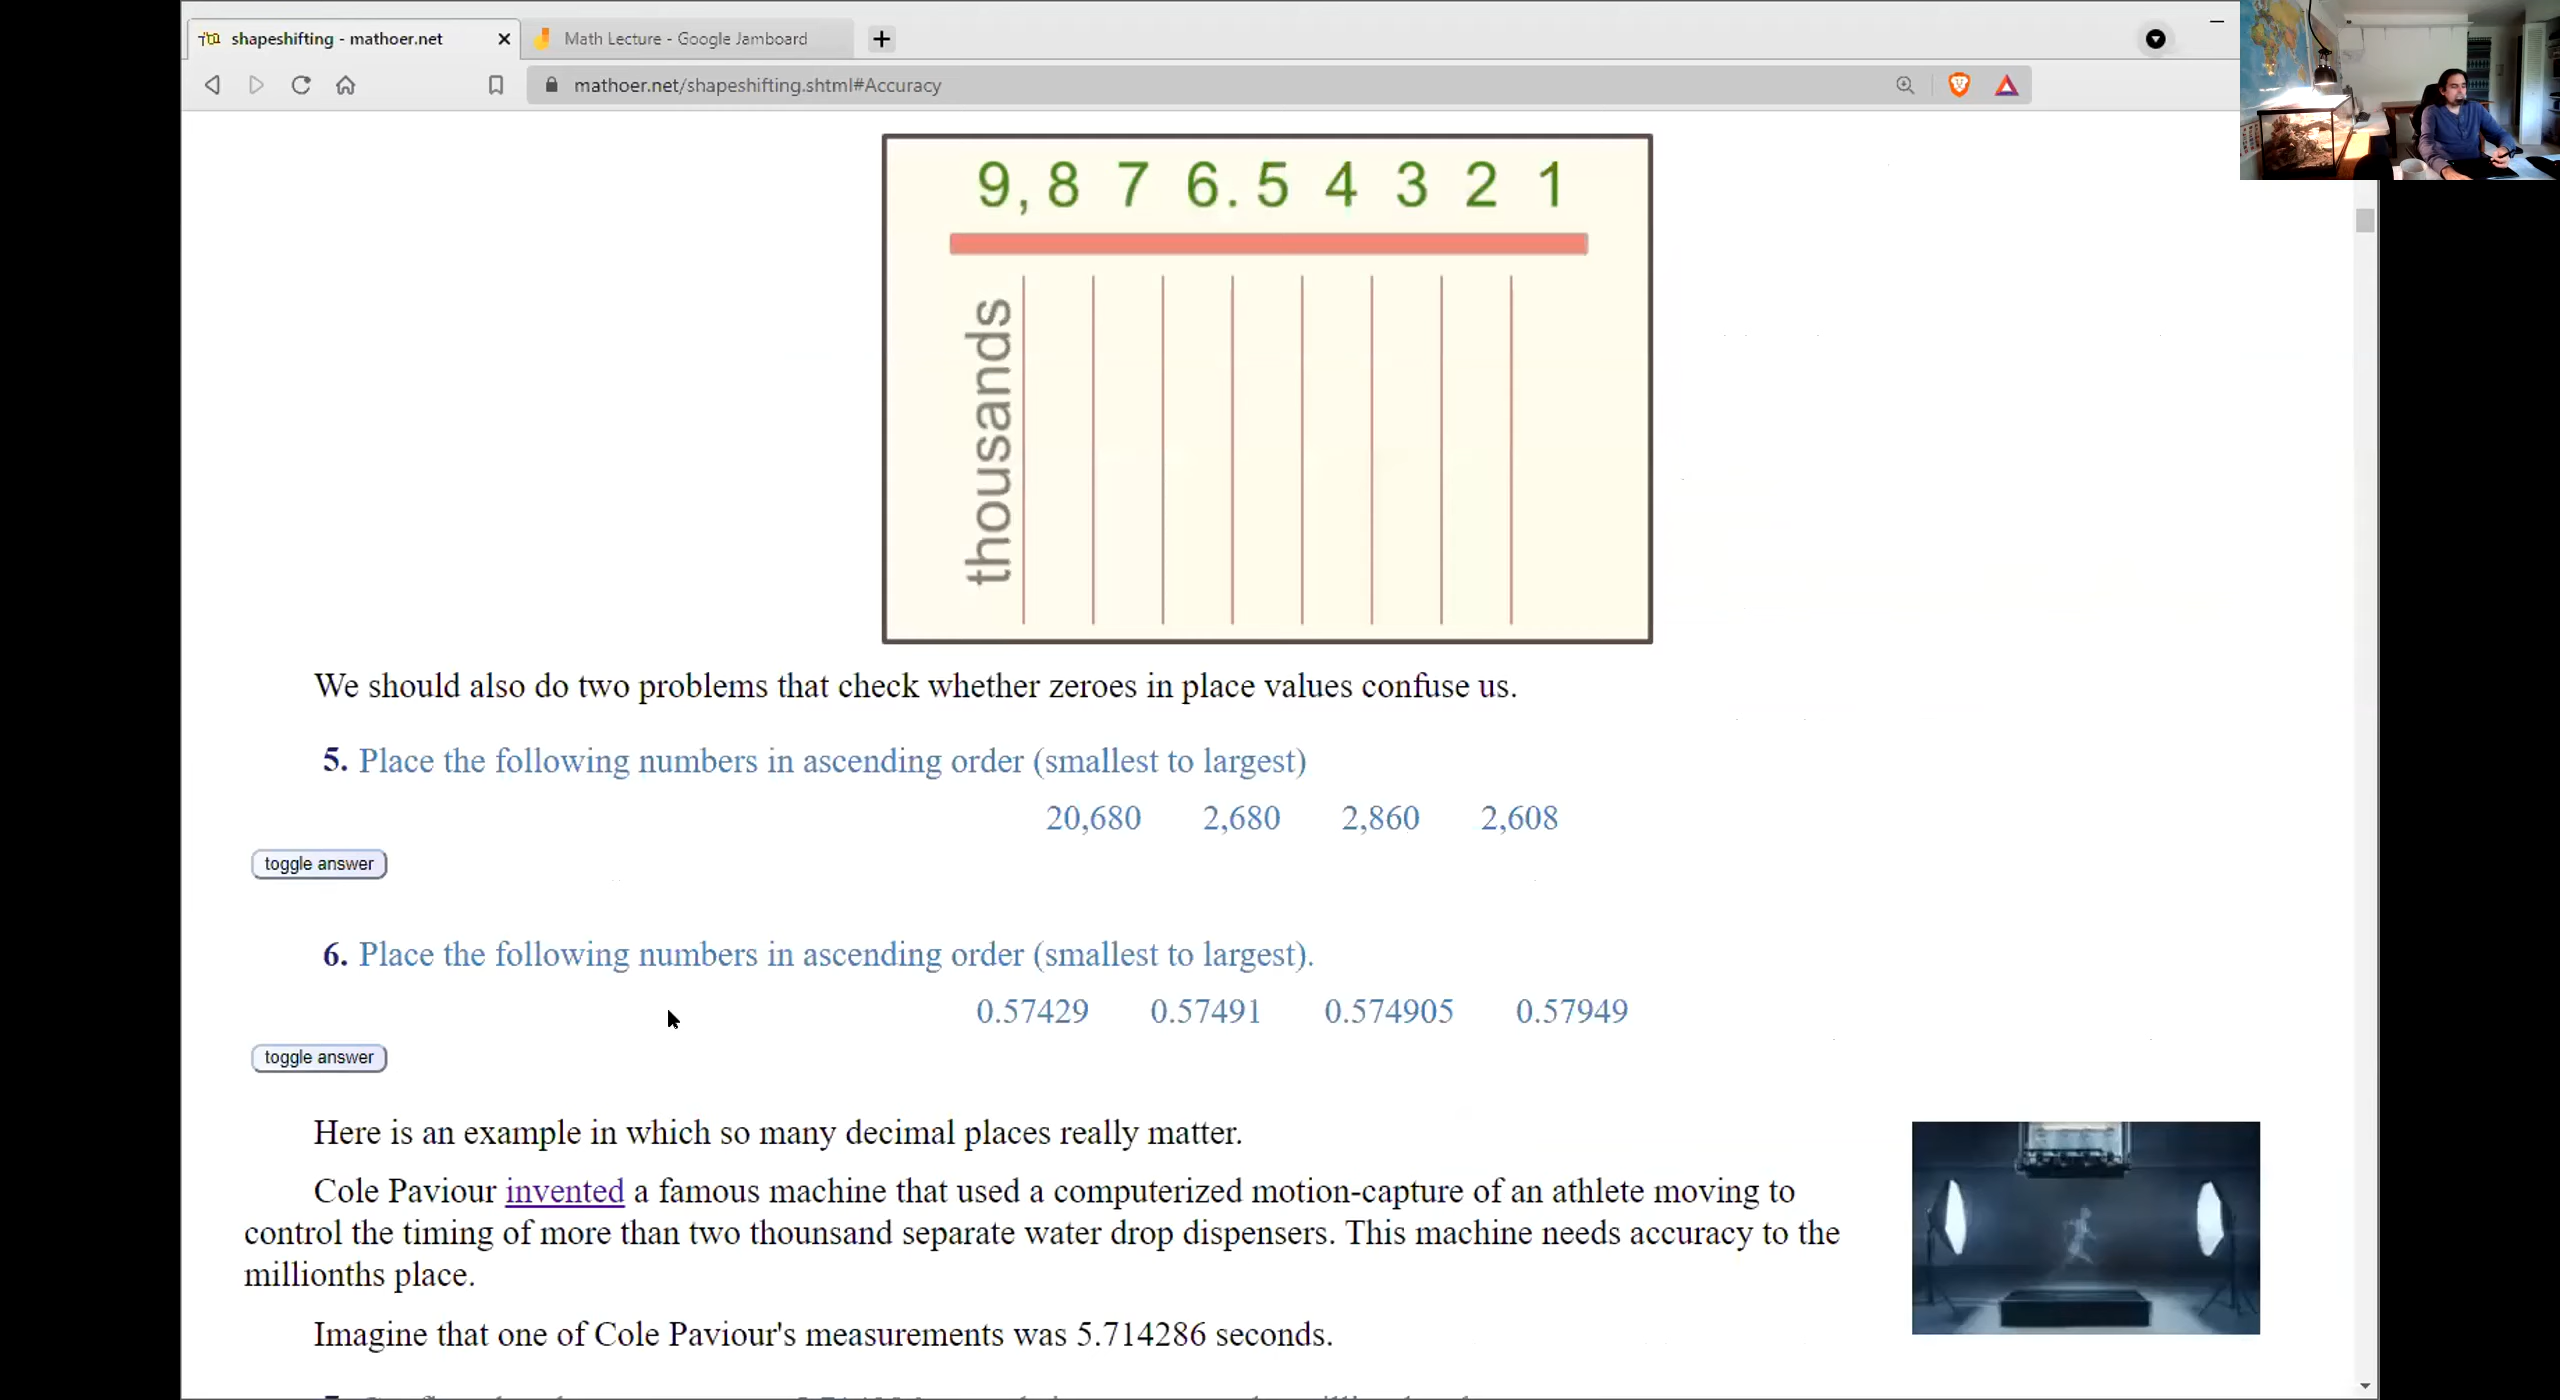 shapeshifting - mathoer.net
Math Lecture - Google Jamboard
mathoer.net/shapeshifting.shtml#Accuracy
9, 8 7 6. 5 4 3 2 1
thousands
We should also do two problems that check whether zeroes in place values confuse us.
5. Place the following numbers in ascending order (smallest to largest)
20,680 2,680 2,860 2,608
toggle answer
6. Place the following numbers in ascending order (smallest to largest).
0.57429 0.57491 0.574905 0.57949
toggle answer
Here is an example in which so many decimal places really matter.
Cole Paviour invented a famous machine that used a computerized motion-capture of an athlete moving to
control the timing of more than two thounsand separate water drop dispensers. This machine needs accuracy to the
millionths place.
Imagine that one of Cole Paviour's measurements was 5.714286 seconds.